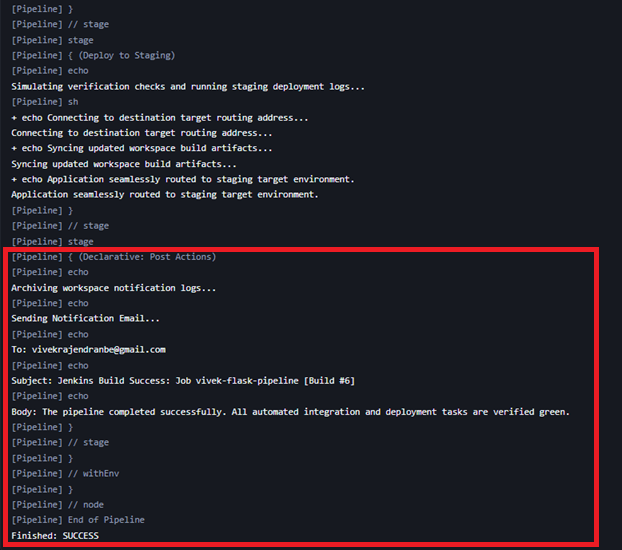 [Pipeline] }
[Pipeline] // stage
[Pipeline] stage
[Pipeline] { (Deploy to Staging)
[Pipeline] echo
Simulating verification checks and running staging deployment logs...
[Pipeline] sh
+ echo Connecting to destination target routing address...
Connecting to destination target routing address...
+ echo Syncing updated workspace build artifacts...
Syncing updated workspace build artifacts...
+ echo Application seamlessly routed to staging target environment.
Application seamlessly routed to staging target environment.
[Pipeline] }
[Pipeline] // stage
[Pipeline] stage
[Pipeline] { (Declarative: Post Actions)
[Pipeline] echo
Archiving workspace notification logs...
[Pipeline] echo
Sending Notification Email...
[Pipeline] echo
To: vivekrajendranbe@gmail.com
[Pipeline] echo
Subject: Jenkins Build Success: Job vivek-flask-pipeline [Build #6]
[Pipeline] echo
Body: The pipeline completed successfully. All automated integration and deployment tasks are verified green.
[Pipeline] }
[Pipeline] // stage
[Pipeline] }
[Pipeline] // withEnv
[Pipeline] }
[Pipeline] // node
[Pipeline] End of Pipeline
Finished: SUCCESS